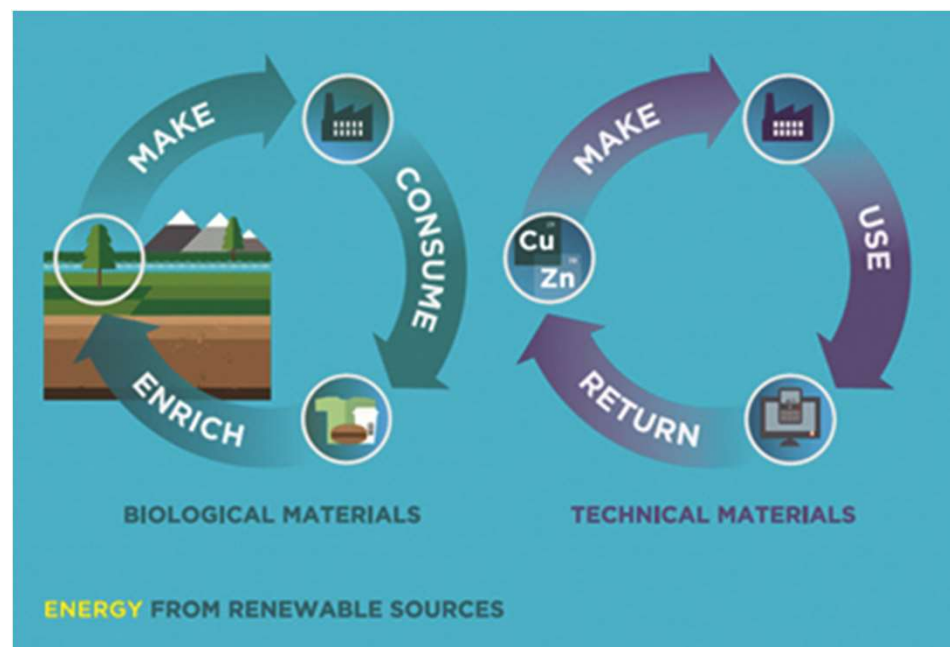 MAKE
CONSUME
ENRICH
BIOLOGICAL MATERIALS
MAKE
USE
RETURN
Cu
Zn
TECHNICAL MATERIALS
ENERGY FROM RENEWABLE SOURCES